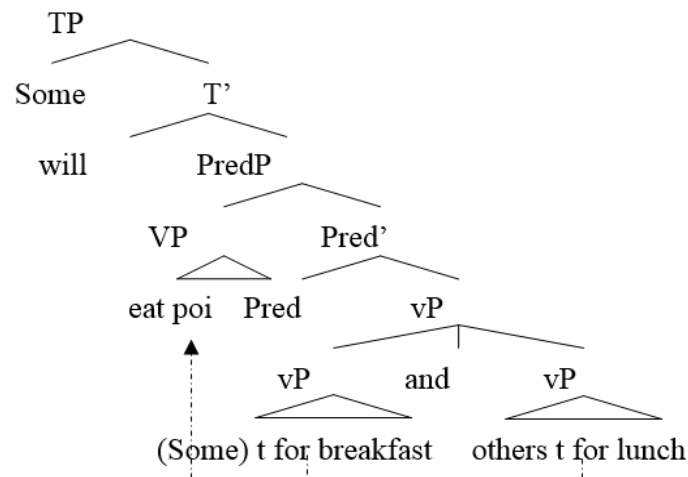 TP
Some T’
will PredP
VP Pred’
eat poi Pred vP
vP and vP
(Some) t for breakfast others t for lunch